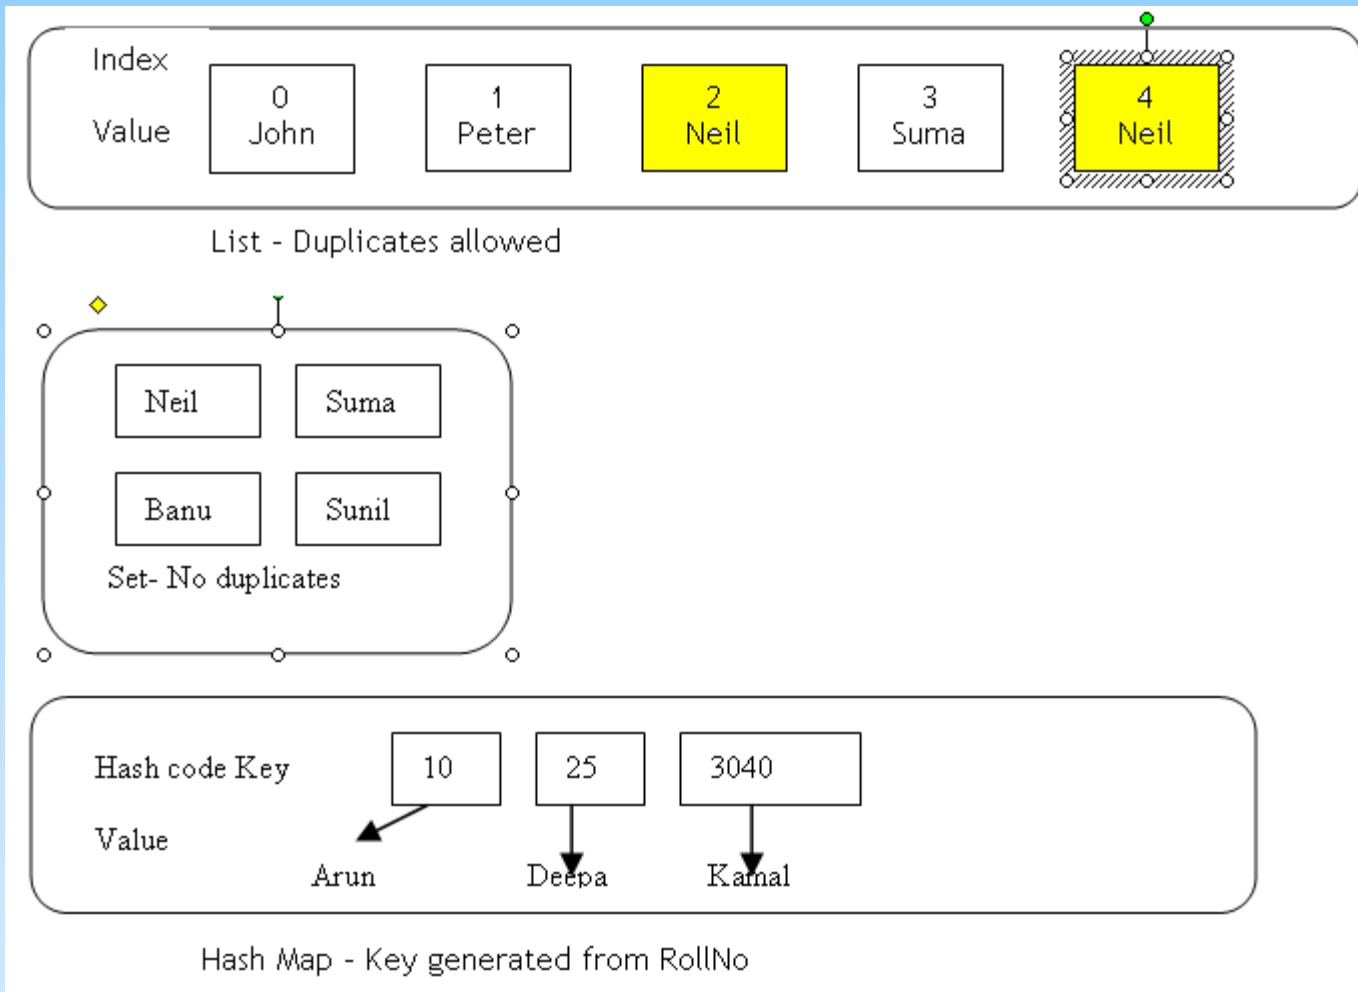 Index
0 1 2 3 4
Value John Peter Neil Suma Neil
List - Duplicates allowed
Neil Suma
Banu Sunil
Set- No duplicates
Hash code Key 10 25 3040
Value
Arun Deepa Kamal
Hash Map - Key generated from RollNo